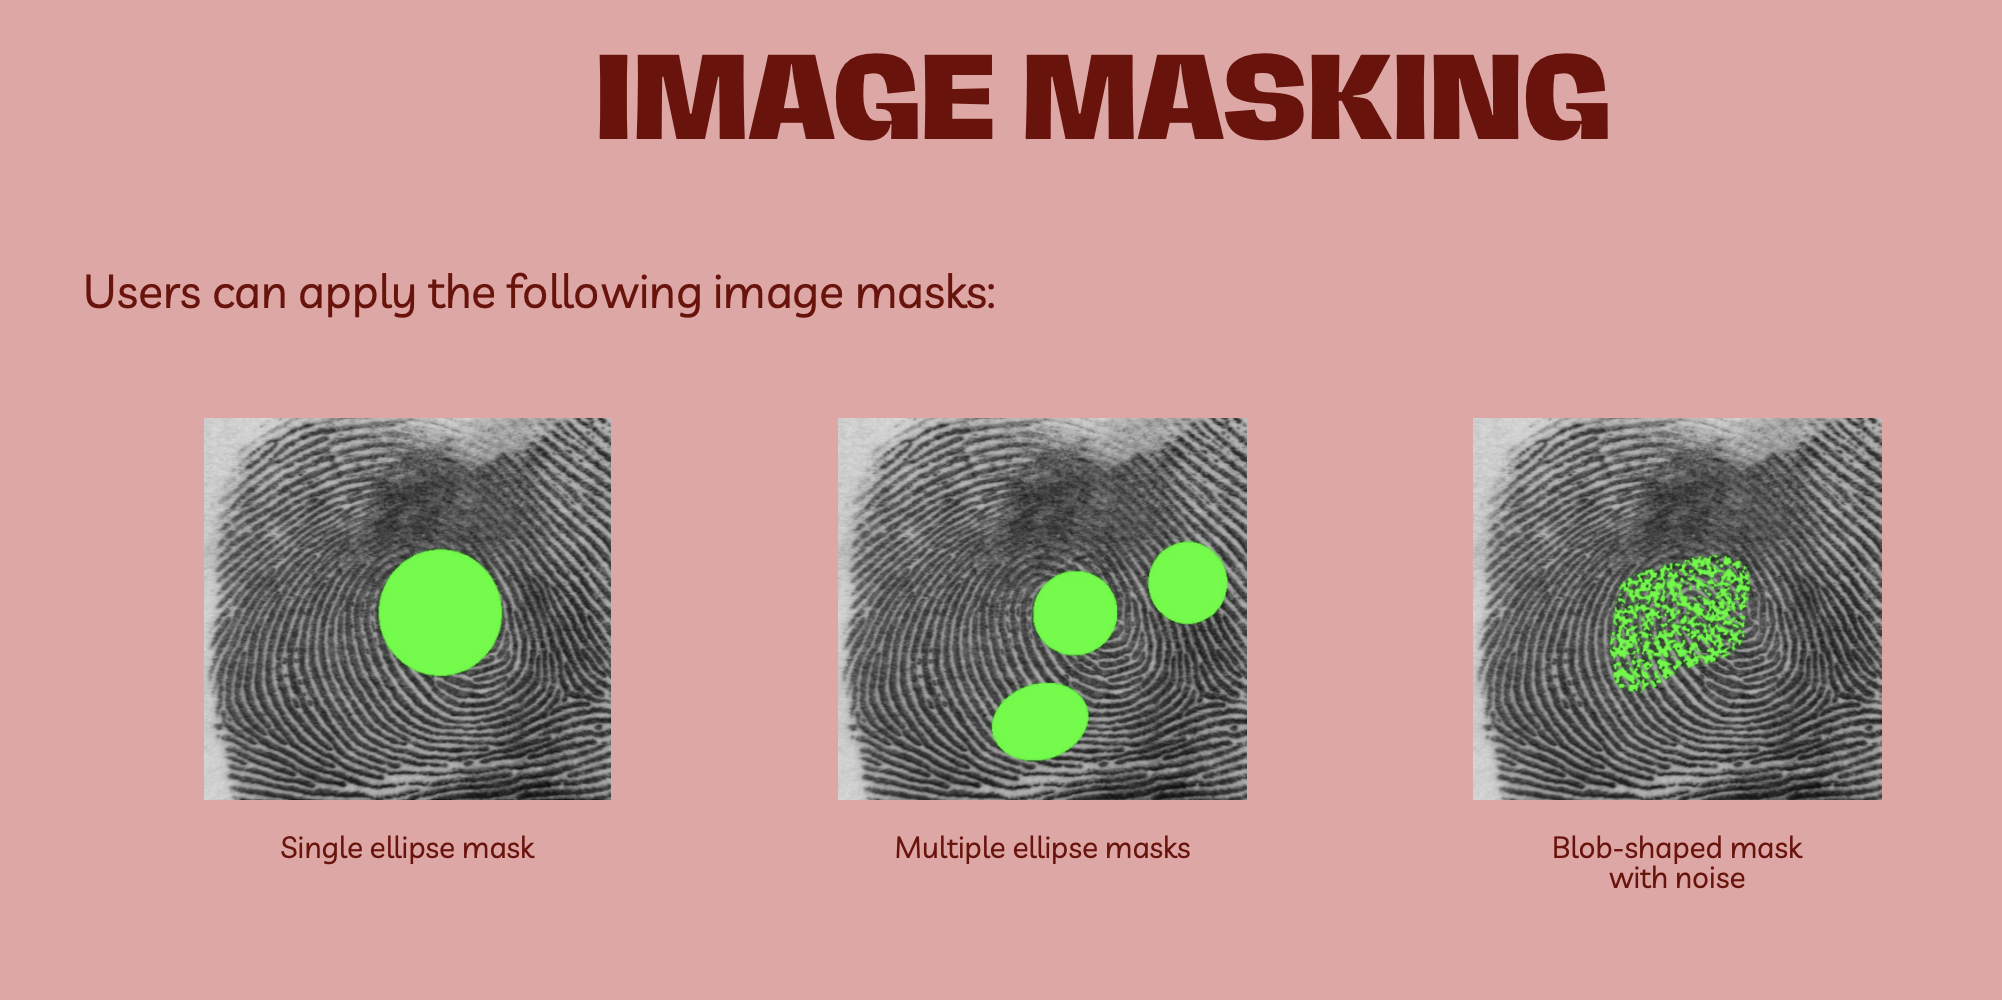 IMAGE MASKING
Users can apply the following image masks:
Single ellipse mask
Multiple ellipse masks
Blob-shaped mask
with noise